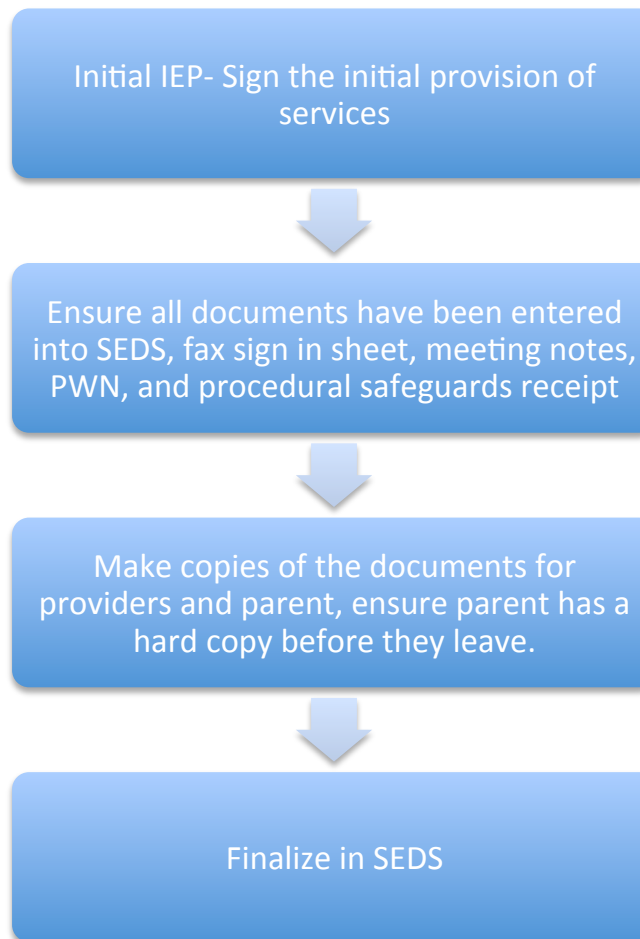 Initial IEP- Sign the initial provision of
services
Ensure all documents have been entered
into SEDS, fax sign in sheet, meeting notes,
PWN, and procedural safeguards receipt
Make copies of the documents for
providers and parent, ensure parent has a
hard copy before they leave.
Finalize in SEDS